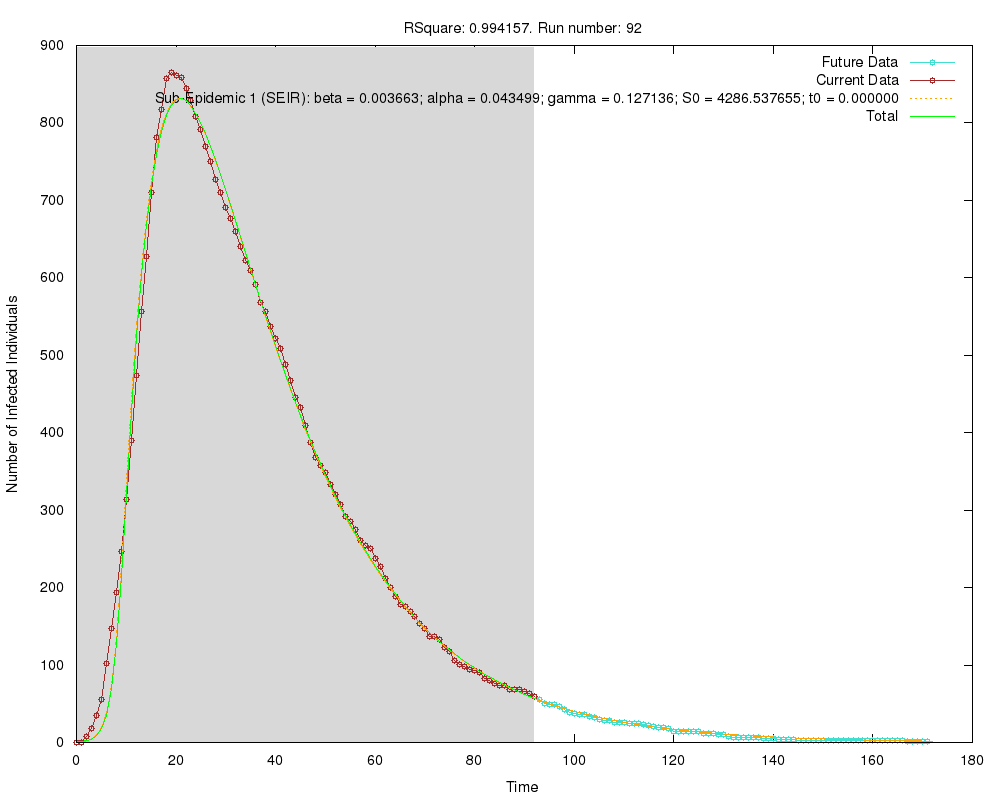 RSquare: 0.994157. Run number: 92
900
800
700
600
500
400
300
200
100
0
Number of Infected Individuals
Future Data
Current Data
Sub Epidemic 1 (SEIR): beta = 0.003663; alpha = 0.043499; gamma = 0.127136; S0 = 4286.537655; t0 = 0.000000
Total
0 20 40 60 80 100 120 140 160 180
Time